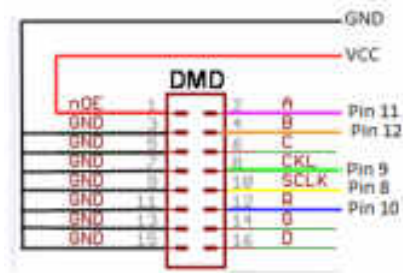 GND
VCC
DMD
nOE 1 2 A Pin 11
GND 3 4 B Pin 12
GND 5 6 C
GND 7 8 CKL Pin 9
GND 9 10 SCLK Pin 8
GND 11 12 R Pin 10
GND 13 14 G
GND 15 16 D